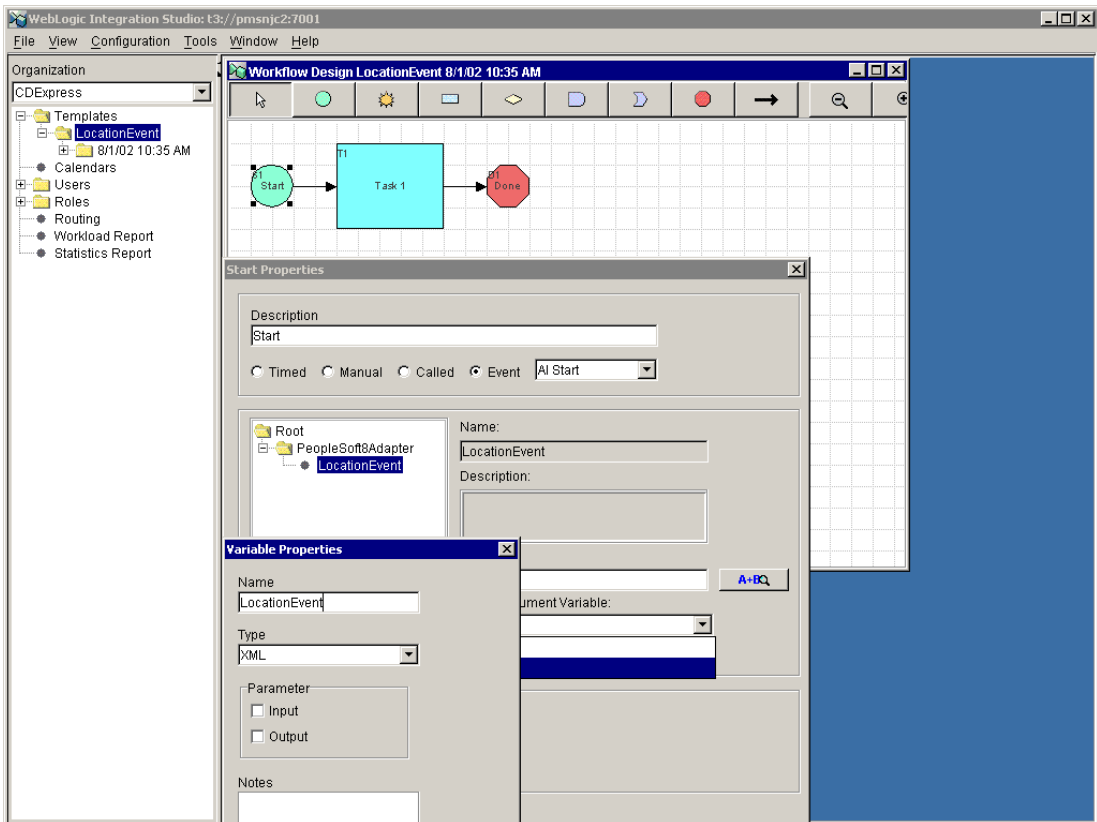 WebLogic Integration Studio: t3://pmsnjc2:7001
File View Configuration Tools Window Help
Organization
CDExpress
Templates
LocationEvent
8/1/02 10:35 AM
Calendars
Users
Roles
Routing
Workload Report
Statistics Report
Workflow Design LocationEvent 8/1/02 10:35 AM
S1
Start
T1
Task 1
D1
Done
Start Properties
Description
Start
Timed Manual Called Event AI Start
Root
PeopleSoft8Adapter
LocationEvent
Name:
LocationEvent
Description:
A+B
ument Variable:
Variable Properties
Name
LocationEvent
Type
XML
Parameter
Input
Output
Notes